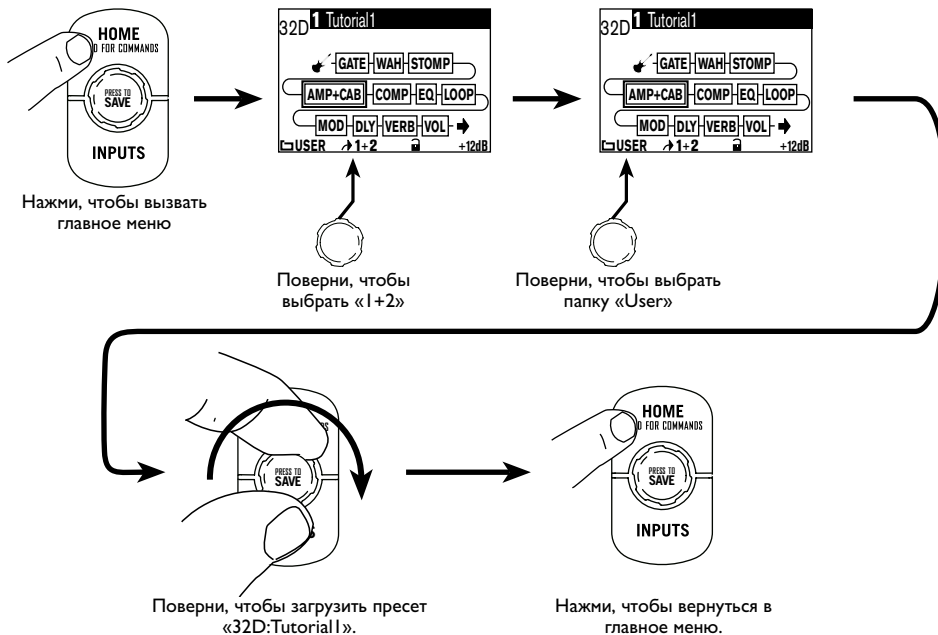 HOME
D FOR COMMANDS
PRESS TO
SAVE
INPUTS
Нажми, чтобы вызвать
главное меню
32D 1 Tutorial1
GATE WAH STOMP
AMP+CAB COMP EQ LOOP
MOD DLY VERB VOL
USER 1+2 +12dB
Поверни, чтобы
выбрать «1+2»
32D 1 Tutorial1
GATE WAH STOMP
AMP+CAB COMP EQ LOOP
MOD DLY VERB VOL
USER 1+2 +12dB
Поверни, чтобы выбрать
папку «User»
PRESS TO
SAVE
Поверни, чтобы загрузить пресет
«32D:Tutorial1».
HOME
D FOR COMMANDS
PRESS TO
SAVE
INPUTS
Нажми, чтобы вернуться в
главное меню.